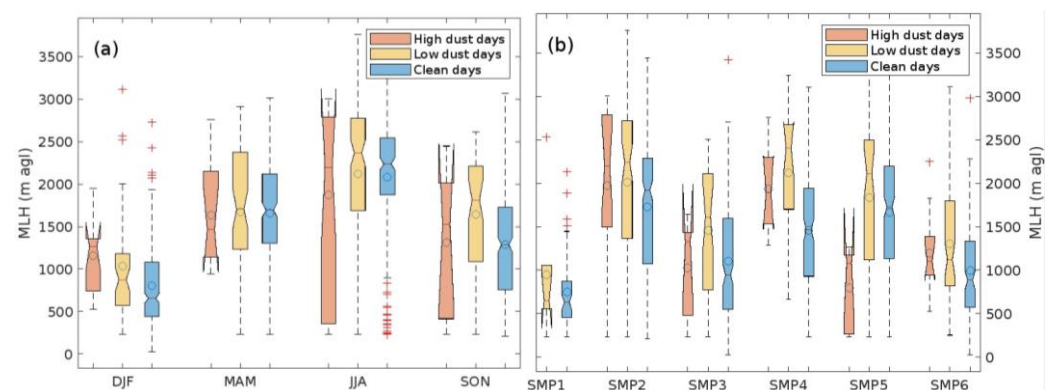 (a)
High dust days
Low dust days
Clean days
MLH (m agl)
3500
3000
2500
2000
1500
1000
500
0
DJF
MAM
JJA
SON
(b)
High dust days
Low dust days
Clean days
3500
3000
2500
2000
1500
1000
500
0
MLH (m agl)
SMP1
SMP2
SMP3
SMP4
SMP5
SMP6